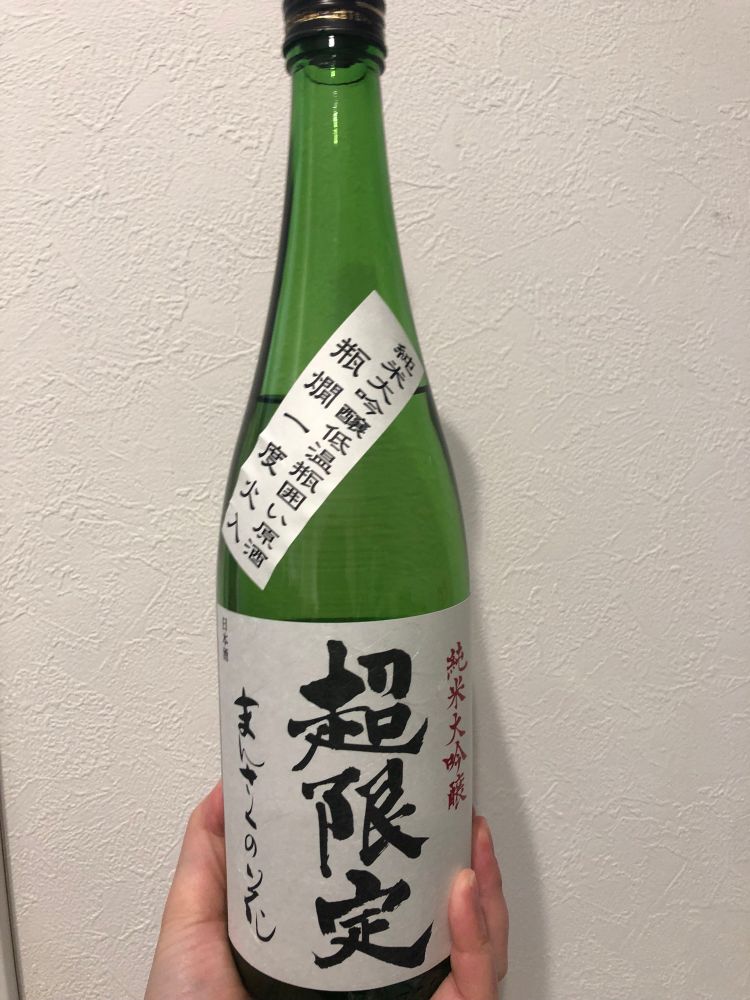 純米大吟醸低温瓶囲い原酒
瓶燗一度火入
純米大吟醸
超限定
まんさくの花
日本酒